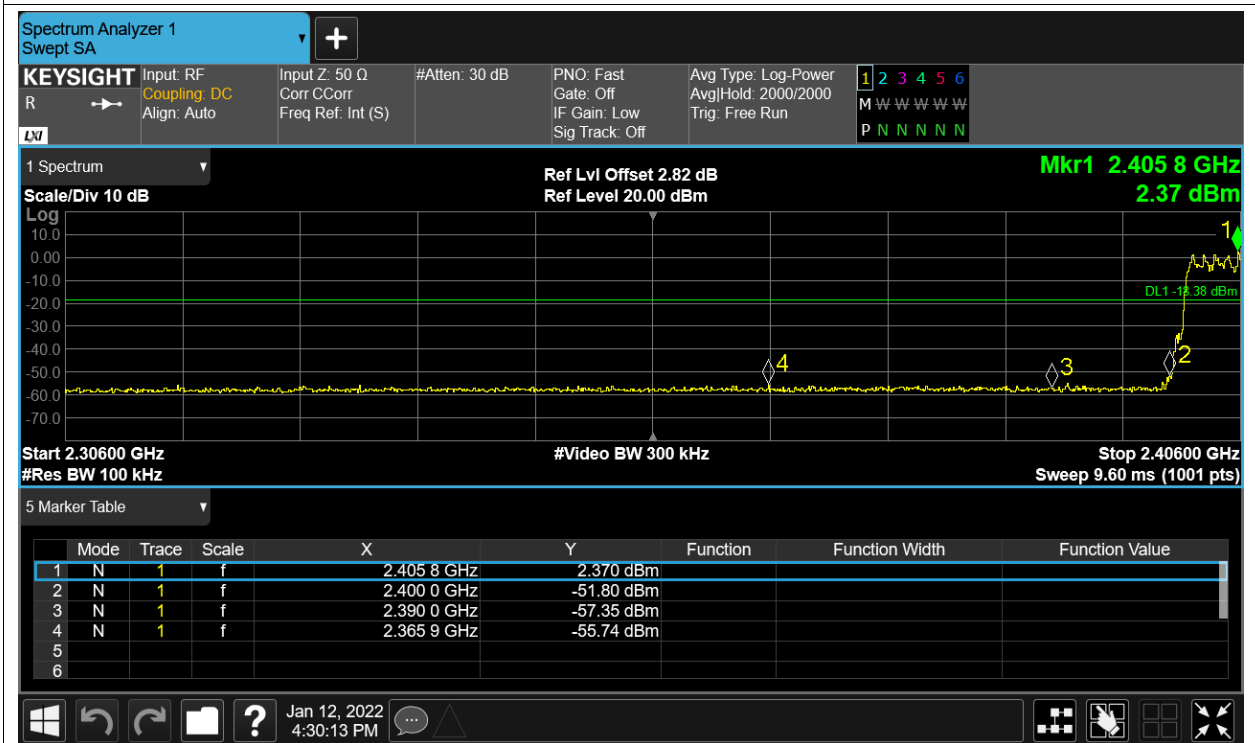 Spectrum Analyzer 1
Swept SA
KEYSIGHT
R
LXI
Input: RF
Coupling: DC
Align: Auto
Input Z: 50 Ω
Corr CCorr
Freq Ref: Int (S)
#Atten: 30 dB
PNO: Fast
Gate: Off
IF Gain: Low
Sig Track: Off
Avg Type: Log-Power
Avg|Hold: 2000/2000
Trig: Free Run
1 2 3 4 5 6
M W W W W W
P N N N N N
1 Spectrum
Scale/Div 10 dB
Ref Lvl Offset 2.82 dB
Ref Level 20.00 dBm
Mkr1 2.405 8 GHz
2.37 dBm
Log
10.0
0.00
-10.0
-20.0
-30.0
-40.0
-50.0
-60.0
-70.0
1
DL1 -18.38 dBm
4
3
2
Start 2.30600 GHz
#Video BW 300 kHz
Stop 2.40600 GHz
#Res BW 100 kHz
Sweep 9.60 ms (1001 pts)
5 Marker Table
Mode Trace Scale X Y Function Function Width Function Value
1 N 1 f 2.405 8 GHz 2.370 dBm
2 N 1 f 2.400 0 GHz -51.80 dBm
3 N 1 f 2.390 0 GHz -57.35 dBm
4 N 1 f 2.365 9 GHz -55.74 dBm
5
6
?
Jan 12, 2022
4:30:13 PM